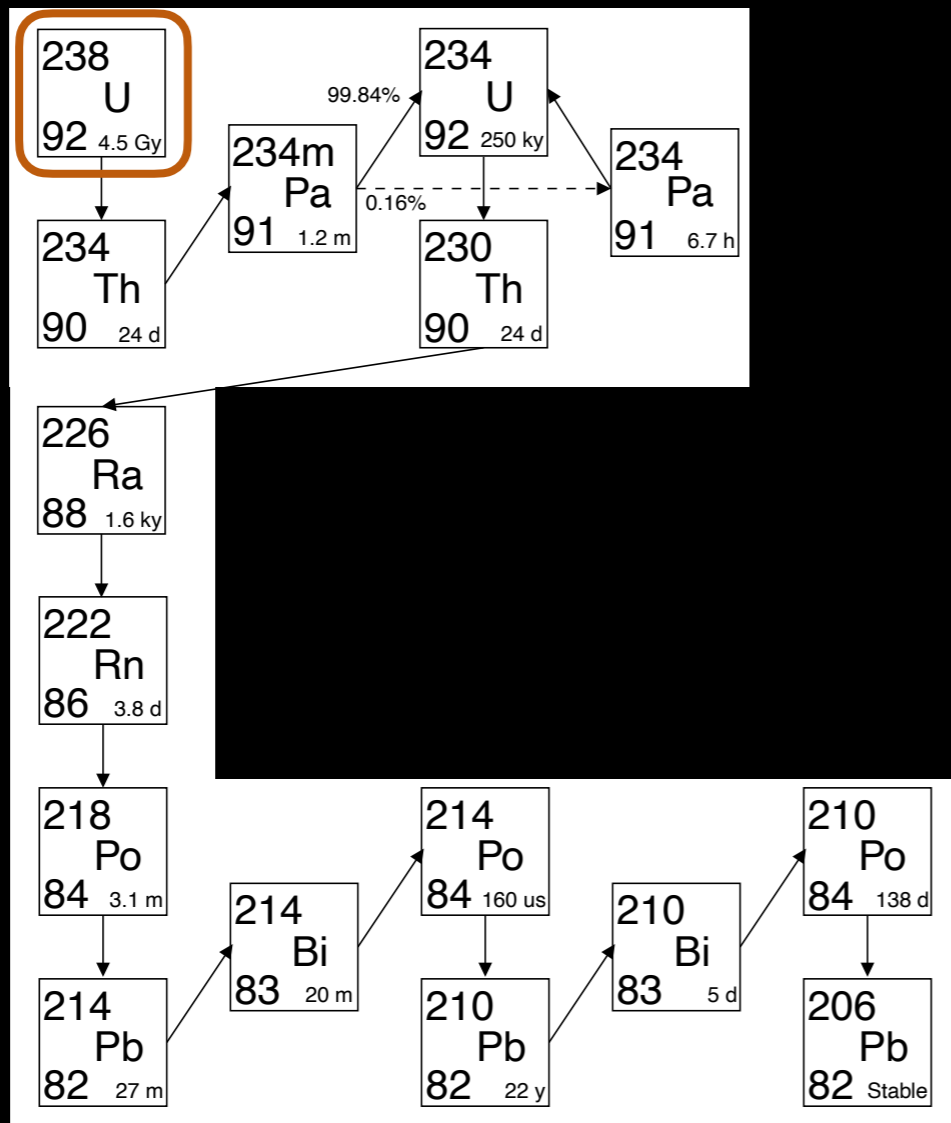 238
U
92 4.5 Gy
99.84%
234
U
92 250 ky
234m
Pa
91 1.2 m
0.16%
234
Pa
91 6.7 h
234
Th
90 24 d
230
Th
90 24 d
226
Ra
88 1.6 ky
222
Rn
86 3.8 d
218
Po
84 3.1 m
214
Po
84 160 us
210
Po
84 138 d
214
Bi
83 20 m
210
Bi
83 5 d
214
Pb
82 27 m
210
Pb
82 22 y
206
Pb
82 Stable